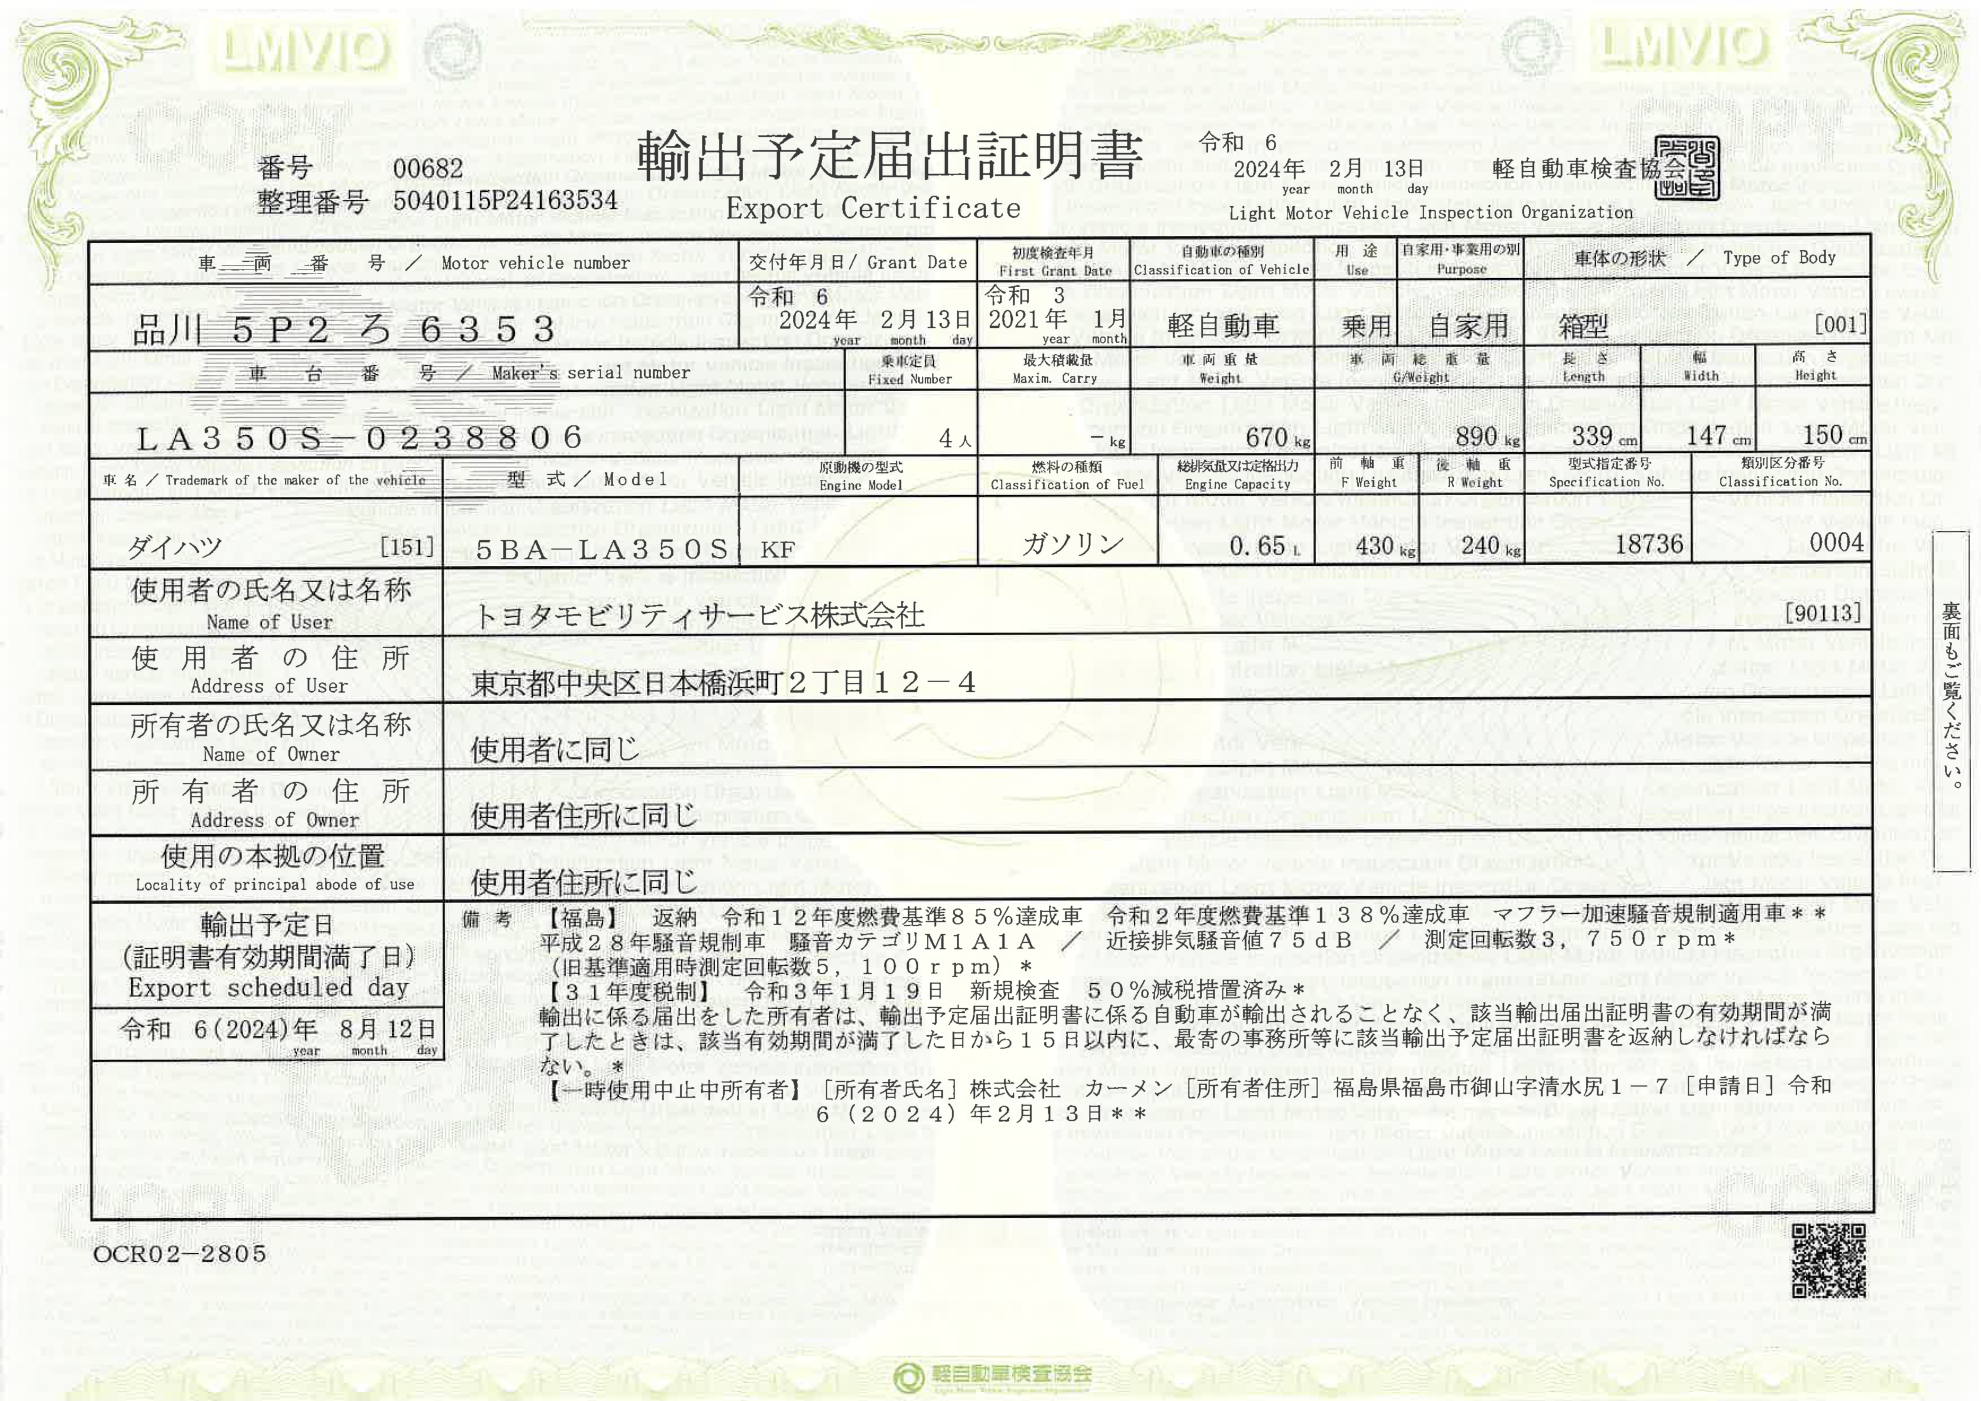 LMVIO
LMVIO
番号 00682
整理番号 5040115P24163534
輸出予定届出証明書
Export Certificate
令和 6
2024年 2月 13日
year month day
軽自動車検査協会
Light Motor Vehicle Inspection Organization
車両番号 / Motor vehicle number
交付年月日 / Grant Date
初度検査年月
First Grant Date
自動車の種別
Classification of Vehicle
用途
Use
自家用・事業用の別
Purpose
車体の形状 / Type of Body
品川 5P2 ろ 6353
令和 6
2024年 2月 13日
year month day
令和 3
2021年 1月
year month
軽自動車
乗用
自家用
箱型 [001]
車台番号 / Maker's serial number
乗車定員
Fixed Number
最大積載量
Maxim. Carry
車両重量
Weight
車両総重量
G/Weight
長さ
Length
幅
Width
高さ
Height
LA350S-0238806
4人
-kg
670kg
890kg
339cm
147cm
150cm
車名 / Trademark of the maker of the vehicle
型式 / Model
原動機の型式
Engine Model
燃料の種類
Classification of Fuel
総排気量又は定格出力
Engine Capacity
前軸重
F Weight
後軸重
R Weight
型式指定番号
Specification No.
類別区分番号
Classification No.
ダイハツ [151]
5BA-LA350S
KF
ガソリン
0.65L
430kg
240kg
18736
0004
使用者の氏名又は名称
Name of User
トヨタモビリティサービス株式会社 [90113]
使用者の住所
Address of User
東京都中央区日本橋浜町2丁目12-4
所有者の氏名又は名称
Name of Owner
使用者に同じ
所有者の住所
Address of Owner
使用者住所に同じ
使用の本拠の位置
Locality of principal abode of use
使用者住所に同じ
輸出予定日
(証明書有効期間満了日)
Export scheduled day
令和 6(2024)年 8月 12日
year month day
備考 【福島】 返納 令和12年度燃費基準85%達成車 令和2年度燃費基準138%達成車 マフラー加速騒音規制適用車**
平成28年騒音規制車 騒音カテゴリM1A1A / 近接排気騒音値75dB / 測定回転数3,750rpm*
(旧基準適用時測定回転数5,100rpm)*
【31年度税制】 令和3年1月19日 新規検査 50%減税措置済み*
輸出に係る届出をした所有者は、輸出予定届出証明書に係る自動車が輸出されることなく、該当輸出届出証明書の有効期間が満
了したときは、該当有効期間が満了した日から15日以内に、最寄の事務所等に該当輸出予定届出証明書を返納しなければなら
ない。*
【一時使用中止中所有者】[所有者氏名]株式会社 カーメン[所有者住所]福島県福島市御山字清水尻1-7[申請日]令和
6(2024)年2月13日**
裏面もご覧ください。
OCR02-2805
軽自動車検査協会